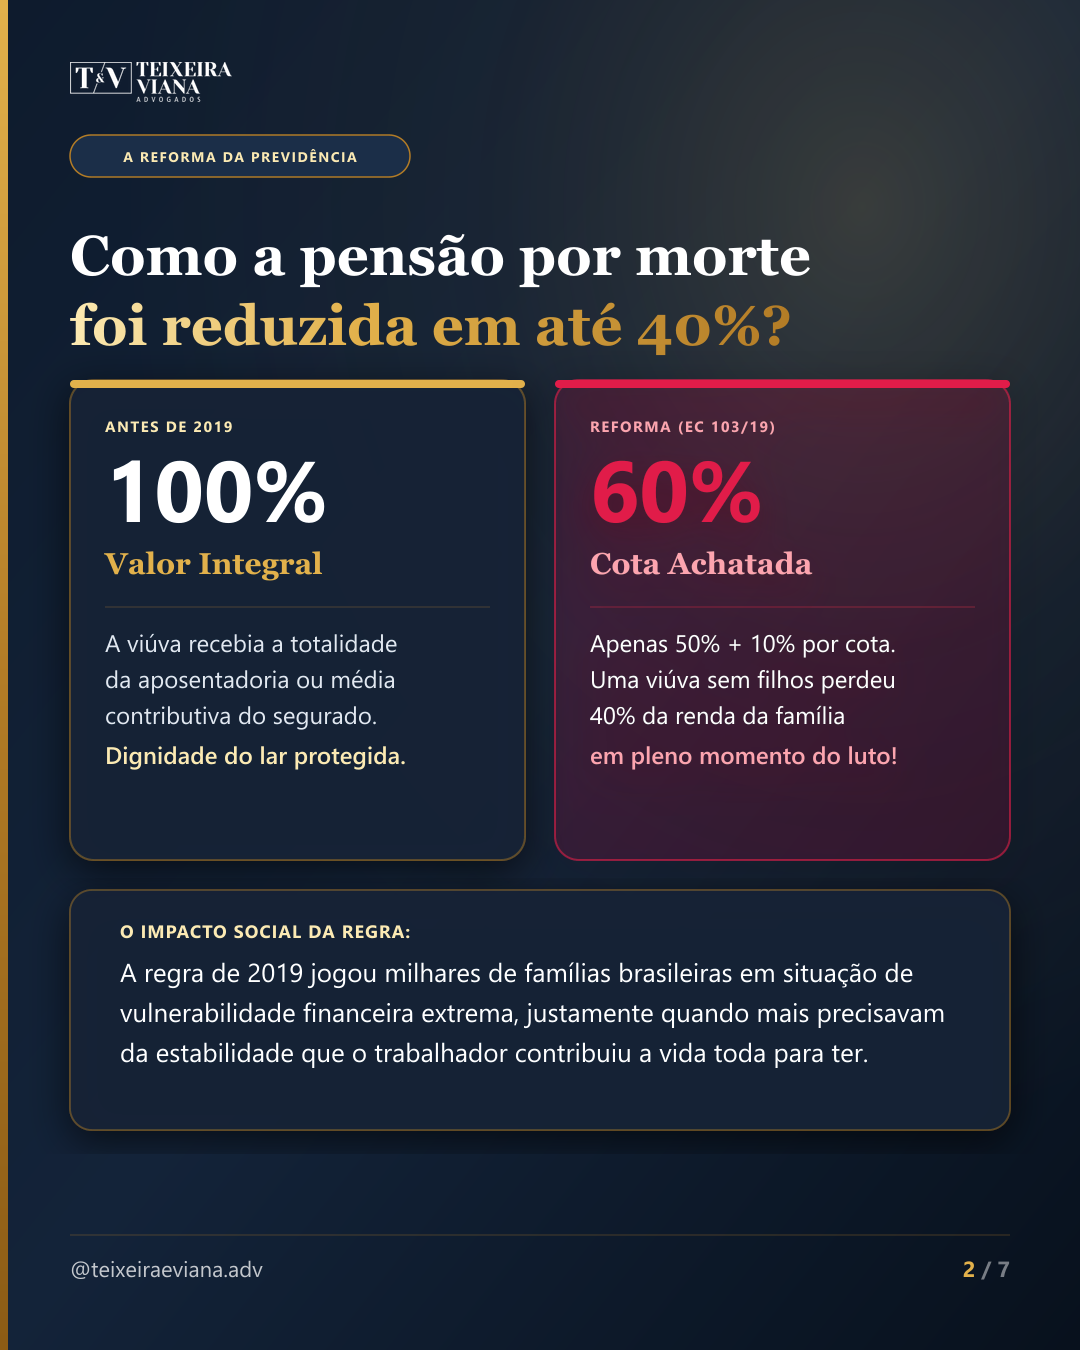 T&V TEIXEIRA
VIANA
ADVOGADOS
A REFORMA DA PREVIDÊNCIA
Como a pensão por morte
foi reduzida em até 40%?
ANTES DE 2019
100%
Valor Integral
A viúva recebia a totalidade
da aposentadoria ou média
contributiva do segurado.
Dignidade do lar protegida.
REFORMA (EC 103/19)
60%
Cota Achatada
Apenas 50% + 10% por cota.
Uma viúva sem filhos perdeu
40% da renda da família
em pleno momento do luto!
O IMPACTO SOCIAL DA REGRA:
A regra de 2019 jogou milhares de famílias brasileiras em situação de
vulnerabilidade financeira extrema, justamente quando mais precisavam
da estabilidade que o trabalhador contribuiu a vida toda para ter.
@teixeiraeviana.adv
2 / 7